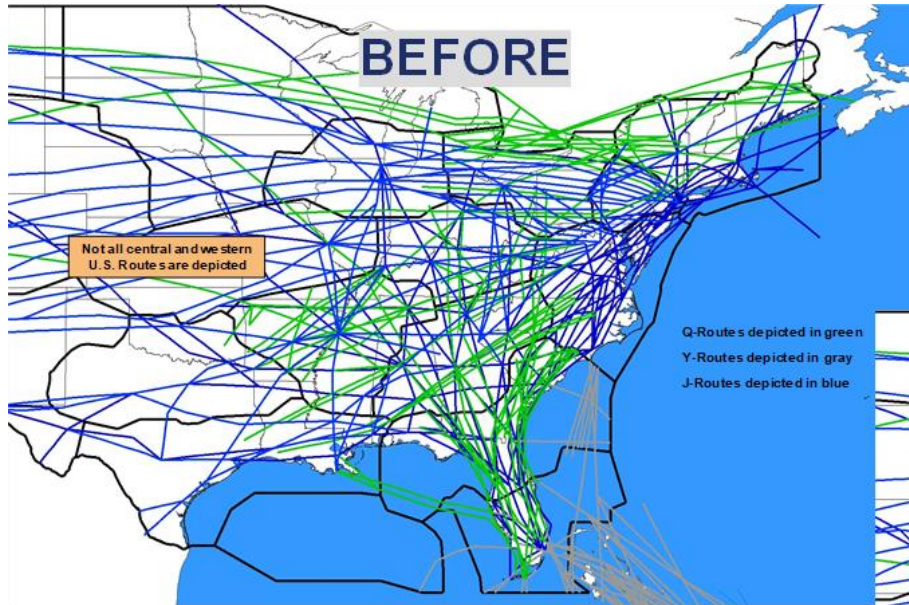 BEFORE
Not all central and western
U.S. Routes are depicted
Q-Routes depicted in green
Y-Routes depicted in gray
J-Routes depicted in blue